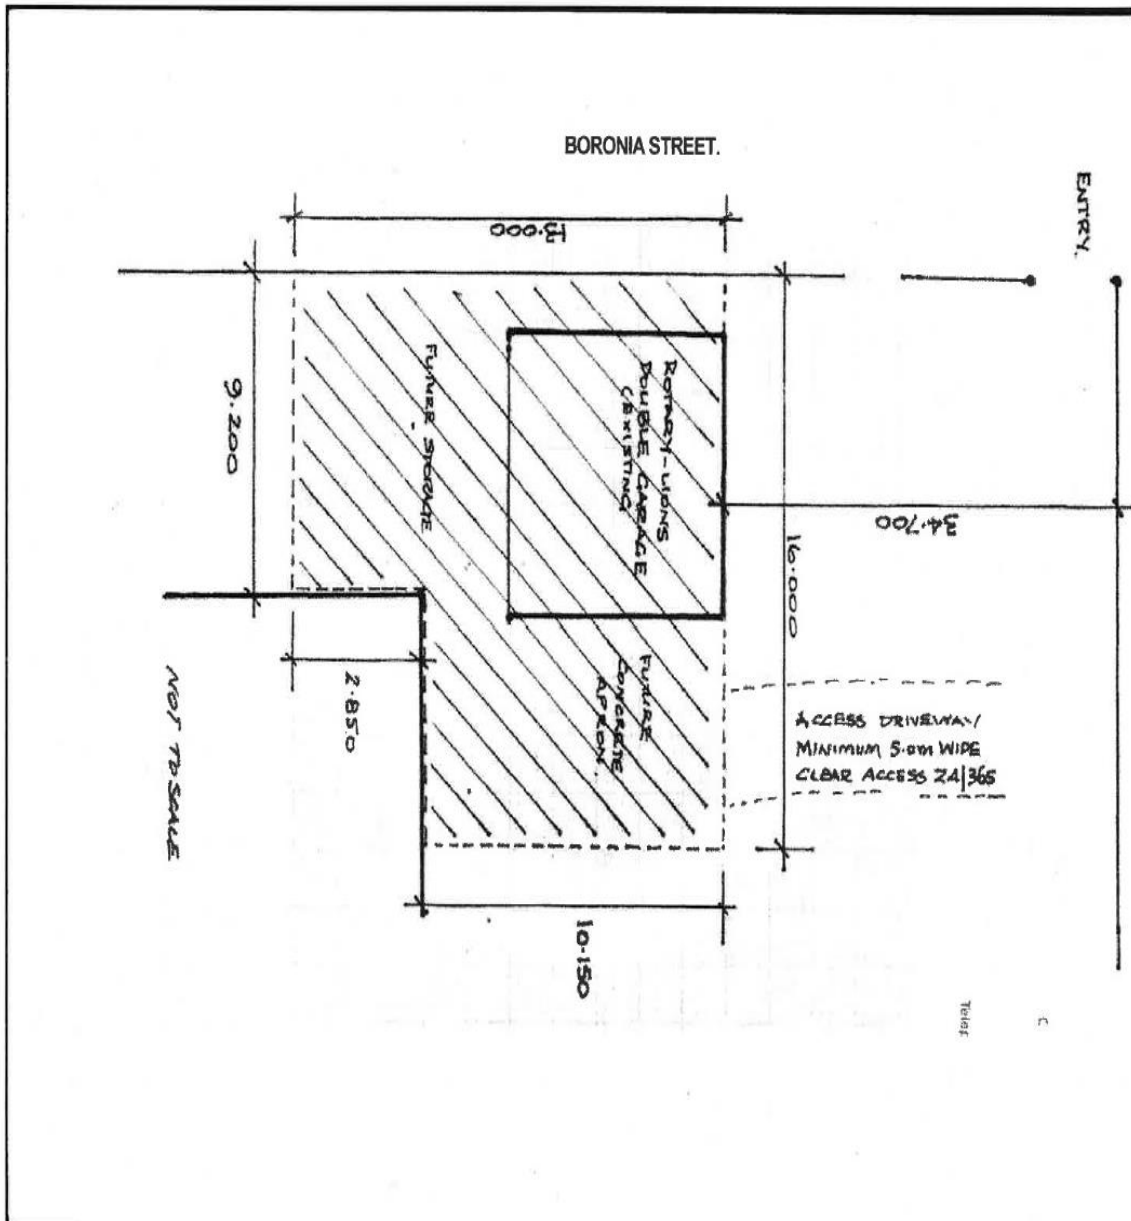 BORONIA STREET.
ENTRY.
13.000
9.200
FUTURE STORAGE
ROTARY-LIONS
DOUBLE GARAGE
(EXISTING
34.700
16.000
FUTURE
CONCRETE
APRON.
2.850
ACCESS DRIVEWAY
MINIMUM 5.0m WIDE
CLEAR ACCESS 24|365
NOT TO SCALE
10.150